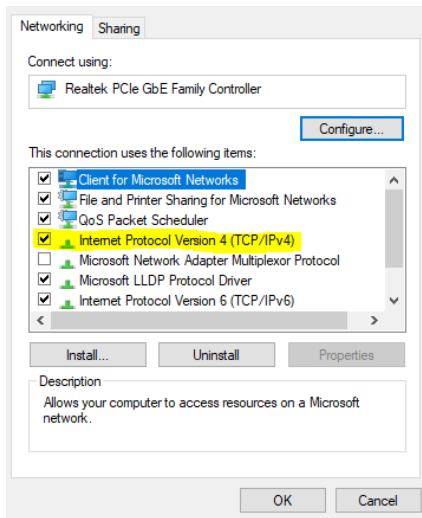 Networking Sharing
Connect using:
Realtek PCIe GbE Family Controller
Configure...
This connection uses the following items:
Client for Microsoft Networks
File and Printer Sharing for Microsoft Networks
QoS Packet Scheduler
Internet Protocol Version 4 (TCP/IPv4)
Microsoft Network Adapter Multiplexor Protocol
Microsoft LLDP Protocol Driver
Internet Protocol Version 6 (TCP/IPv6)
Install... Uninstall Properties
Description
Allows your computer to access resources on a Microsoft
network.
OK Cancel